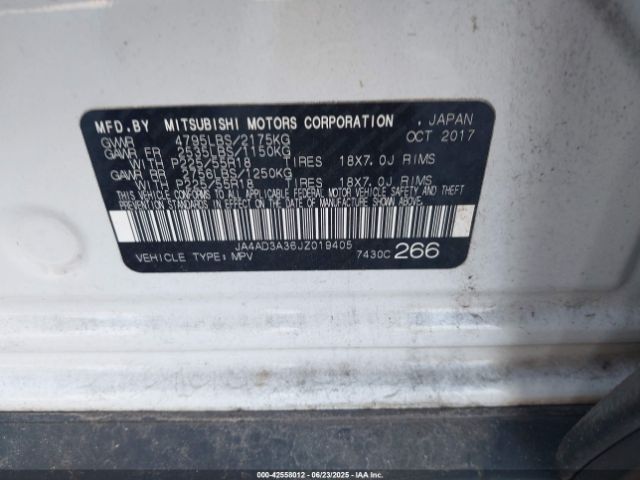 MFD.BY MITSUBISHI MOTORS CORPORATION . JAPAN
GVWR 4795LBS/2175KG OCT 2017
GAWR FR 2535LBS/1150KG
WITH P225/55R18 TIRES 18X7.0J RIMS
GAWR RR 2756LBS/1250KG
WITH P225/55R18 TIRES 18X7.0J RIMS
THIS VEHICLE CONFORMS TO ALL APPLICABLE FEDERAL MOTOR VEHICLE SAFETY AND THEFT
PREVENTION STANDARDS IN EFFECT ON THE DATE OF MANUFACTURE SHOWN ABOVE.
JA4AD3A36JZ019405
VEHICLE TYPE: MPV 7430C 266
000-42558012 - 06/23/2025 - IAA Inc.